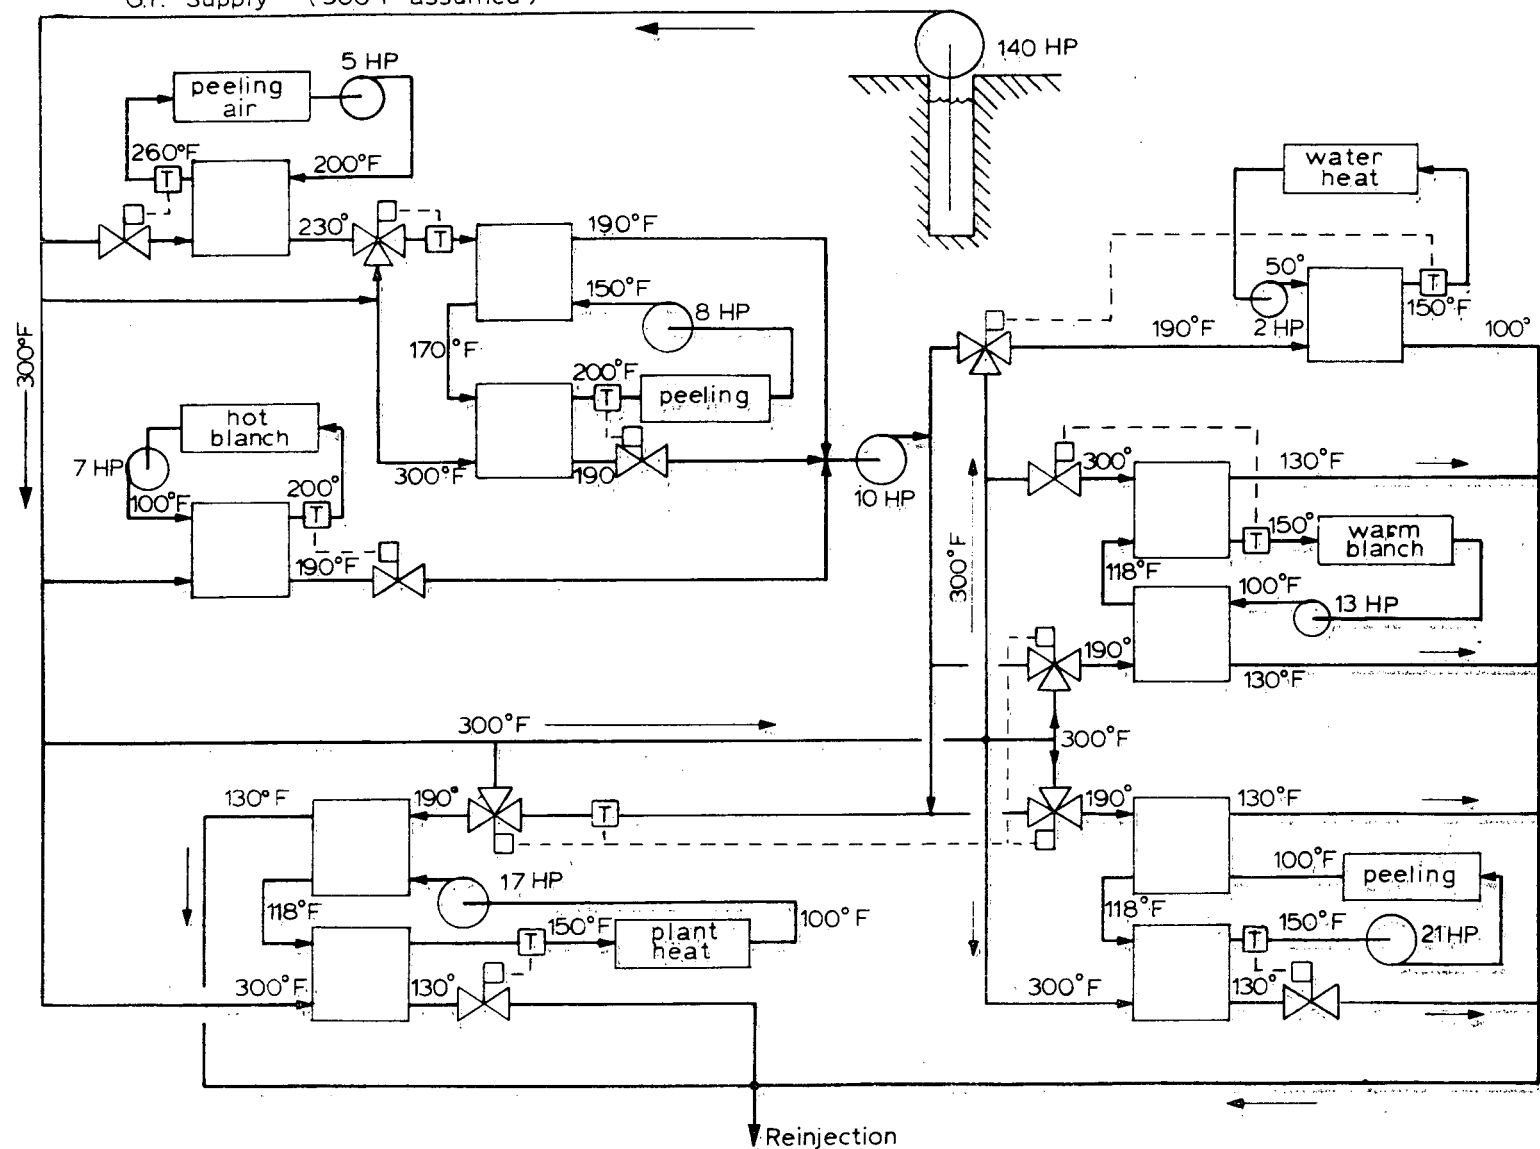 G.F. Supply (300°F assumed)
140 HP
5 HP
peeling
air
260°F
200°F
T
230°
T
190°F
150°F
8 HP
170°F
200°F
T
peeling
300°F
190
300°F
hot
blanch
7 HP
100°F
200°
T
190°F
10 HP
water
heat
50°
T
150°F
2 HP
190°F
100°
300°
130°F
T
150°
warm
blanch
118°F
100°F
13 HP
190°
130°F
300°F
300°F
300°F
130°F
190°
T
17 HP
118°F
T
150°F
plant
heat
100°F
300°F
130°
190°
130°F
100°F
peeling
118°F
T
150°F
21 HP
300°F
130°
Reinjection